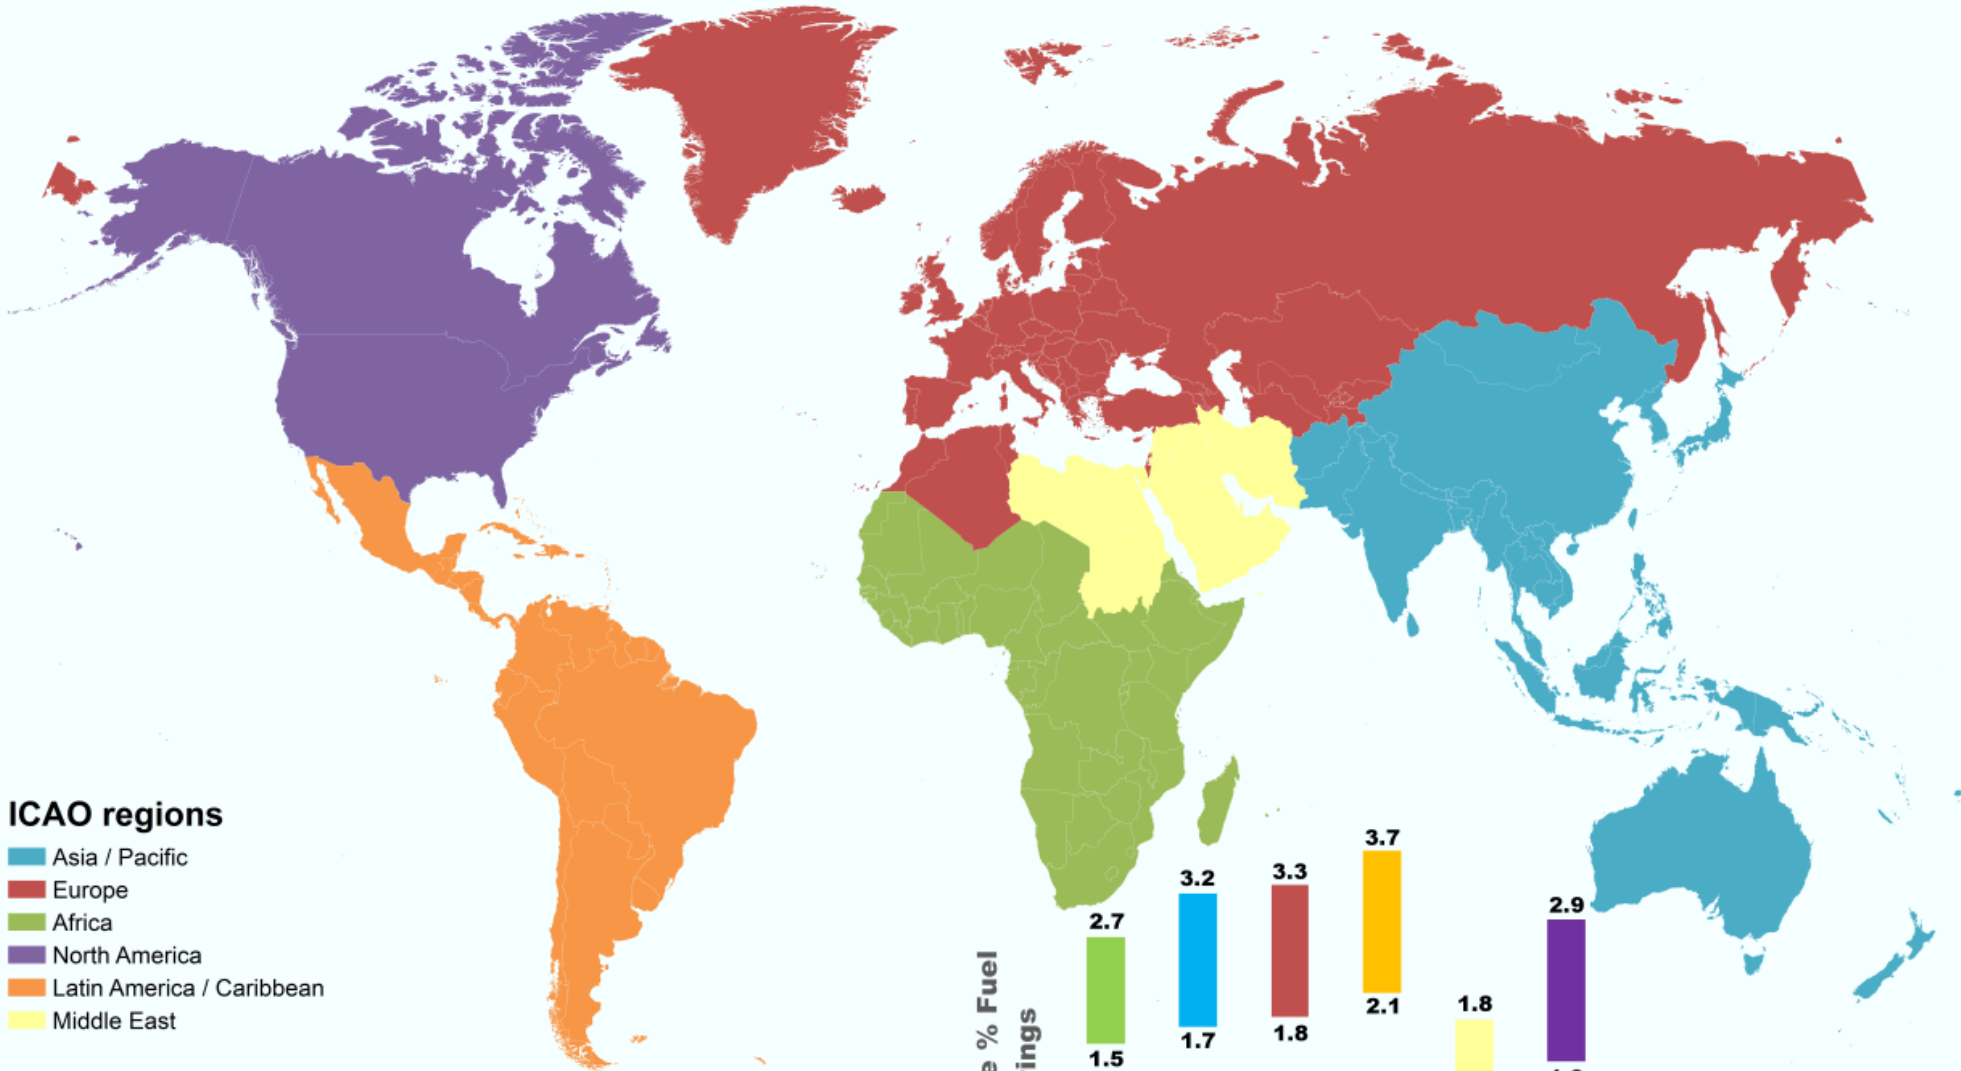 ICAO regions
Asia / Pacific
Europe
Africa
North America
Latin America / Caribbean
Middle East
% Fuel
2.7
1.5
3.2
1.7
3.3
1.8
3.7
2.1
1.8
2.9